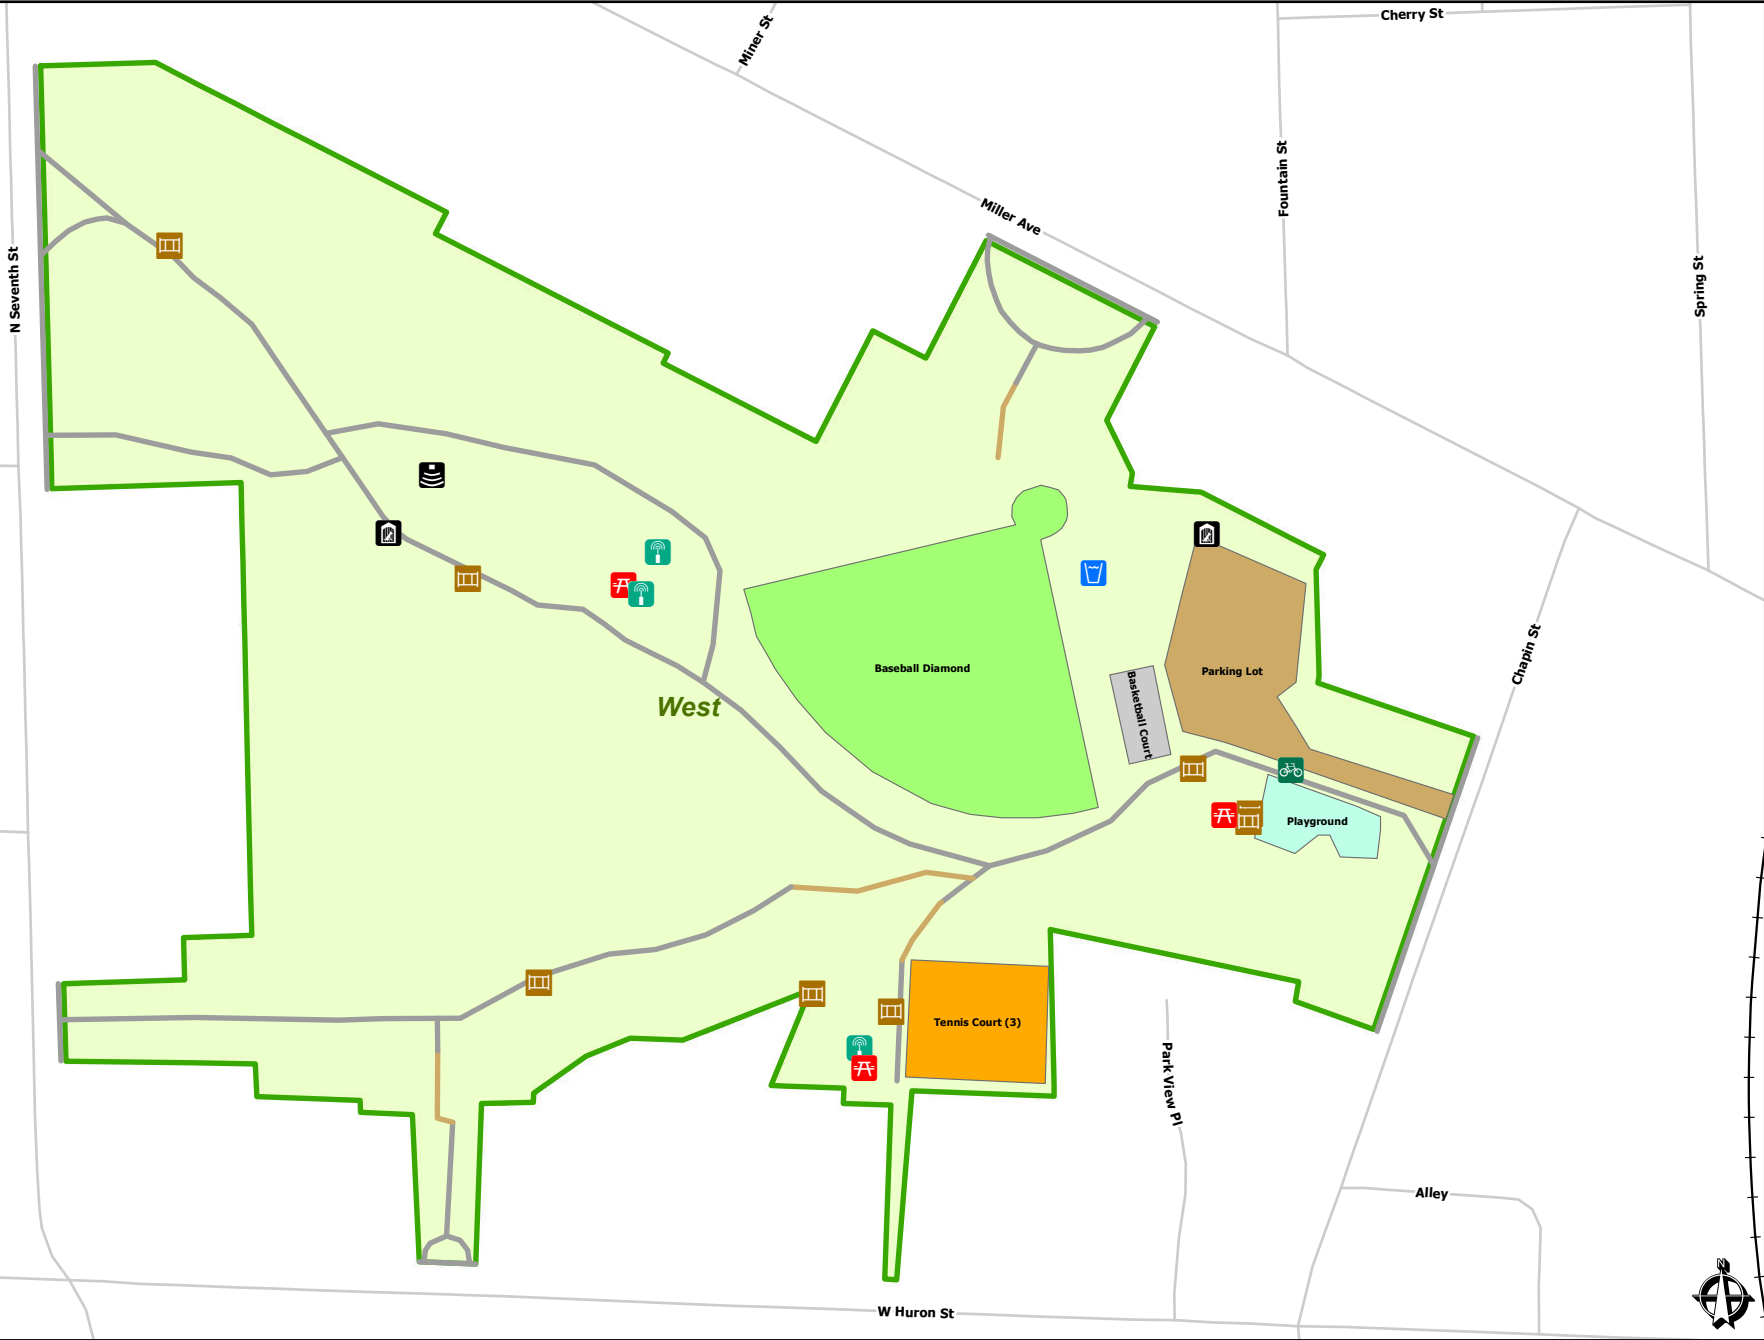 Cherry St
Miner St
Fountain St
Miller Ave
N Seventh St
Spring St
Chapin St
Baseball Diamond
Parking Lot
Basketball Court
West
Playground
Tennis Court (3)
Park View Pl
Alley
N
W Huron St